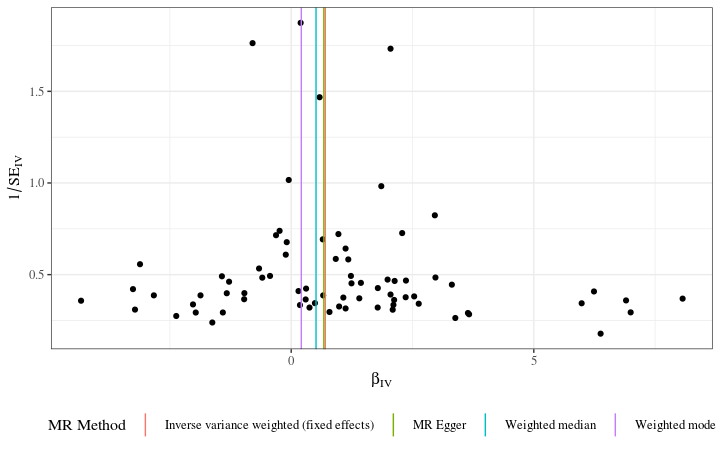 1/SE_IV
1.5
1.0
0.5
0
5
β_IV
MR Method
Inverse variance weighted (fixed effects)
MR Egger
Weighted median
Weighted mode